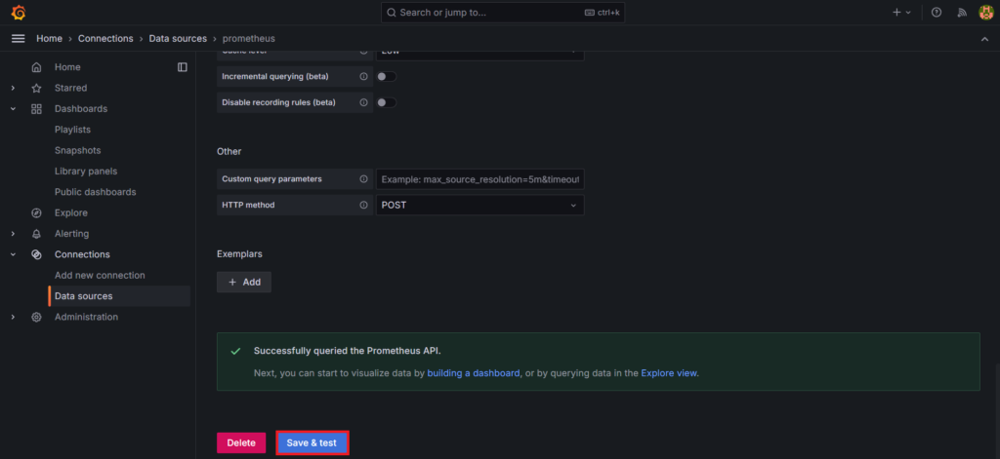 Search or jump to...
ctrl+k
Home › Connections › Data sources › prometheus
Home
Starred
Dashboards
Playlists
Snapshots
Library panels
Public dashboards
Explore
Alerting
Connections
Add new connection
Data sources
Administration
Cache level
Low
Incremental querying (beta)
Disable recording rules (beta)
Other
Custom query parameters
Example: max_source_resolution=5m&timeout
HTTP method
POST
Exemplars
+ Add
Successfully queried the Prometheus API.
Next, you can start to visualize data by building a dashboard, or by querying data in the Explore view.
Delete
Save & test